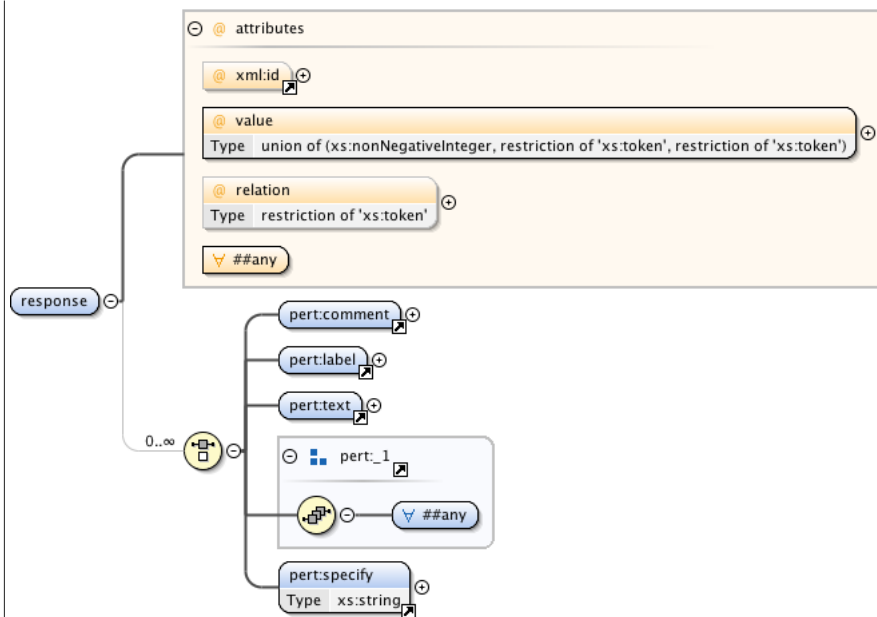 @ attributes
@ xml:id
@ value
Type union of (xs:nonNegativeInteger, restriction of 'xs:token', restriction of 'xs:token')
@ relation
Type restriction of 'xs:token'
∀ ##any
response
pert:comment
pert:label
pert:text
0..∞
pert:_1
∀ ##any
pert:specify
Type xs:string